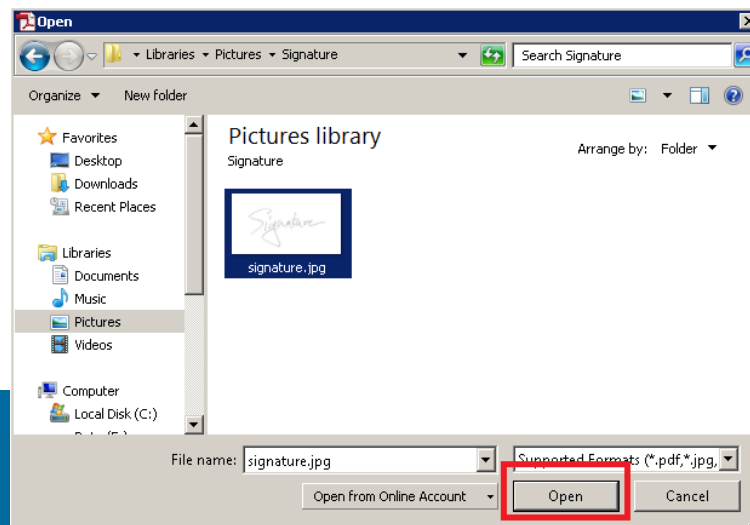 Open
Libraries Pictures Signature
Search Signature
Organize New folder
Favorites
Desktop
Downloads
Recent Places
Libraries
Documents
Music
Pictures
Videos
Computer
Local Disk (C:)
Pictures library
Signature
Arrange by: Folder
Signature
signature.jpg
File name: signature.jpg
Supported Formats (*.pdf,*.jpg,
Open from Online Account
Open
Cancel